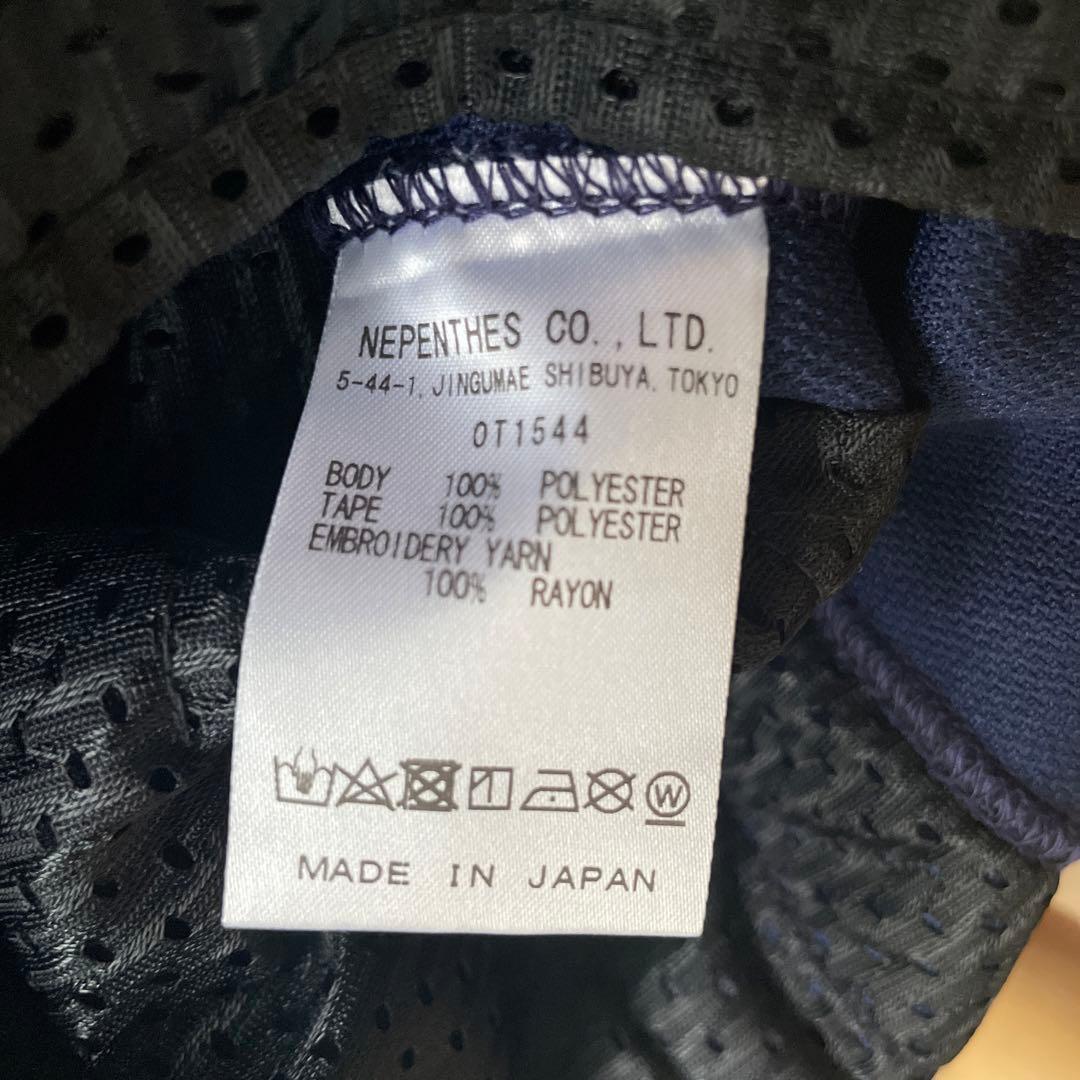 NEPENTHES CO., LTD.
5-44-1, JINGUMAE SHIBUYA, TOKYO
OT1544
BODY 100% POLYESTER
TAPE 100% POLYESTER
EMBROIDERY YARN
100% RAYON
W
MADE IN JAPAN